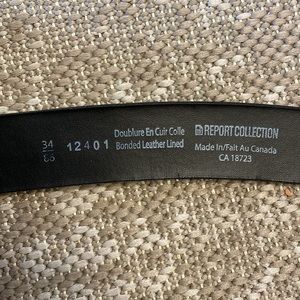 34
85
12401
Doublure En Cuir Colle
Bonded Leather Lined
REPORT COLLECTION
Made In/Fait Au Canada
CA 18723